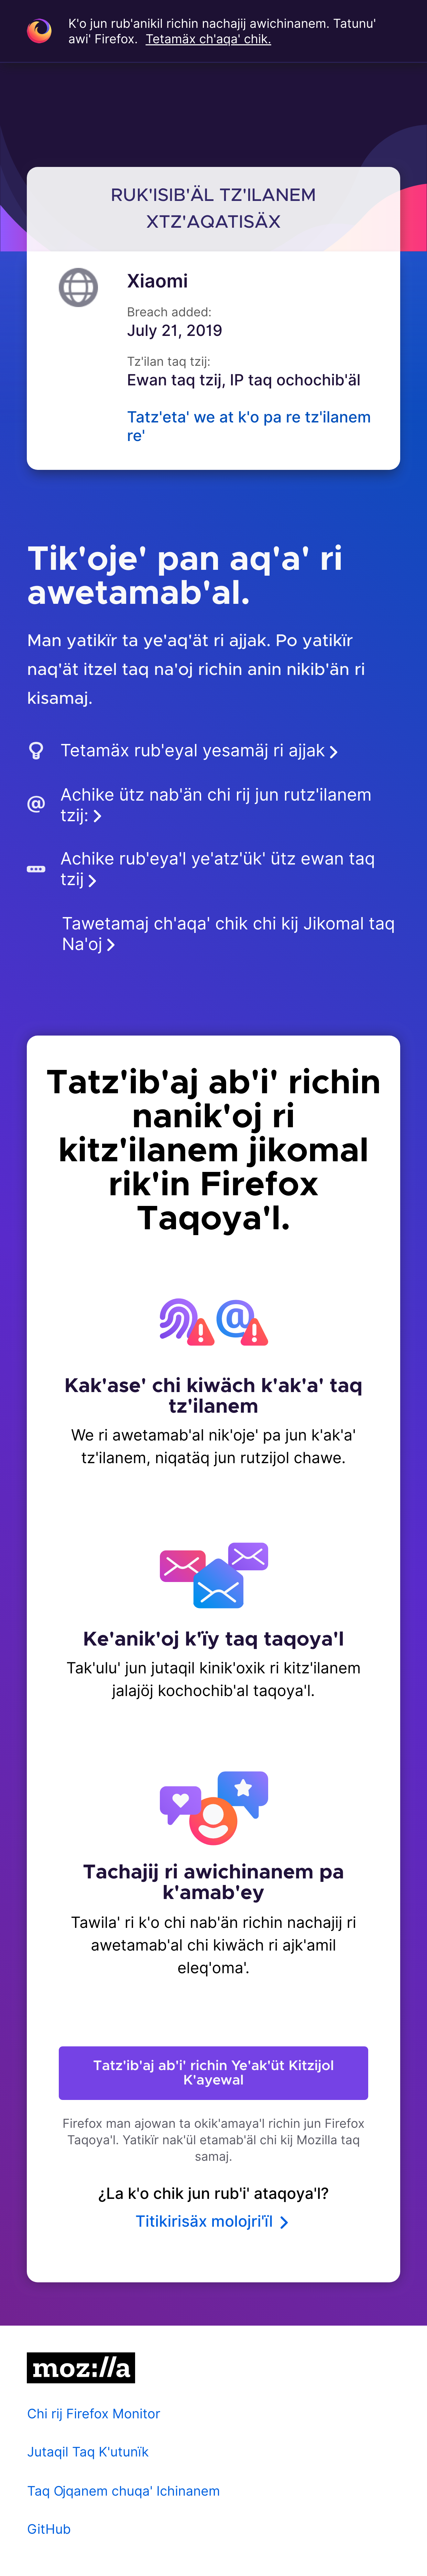 K'o jun rub'anikil richin nachajij awichinanem. Tatunu'
awi' Firefox. Tetamäx ch'aqa' chik.
RUK'ISIB'ÄL TZ'ILANEM
XTZ'AQATISÄX
Xiaomi
Breach added:
July 21, 2019
Tz'ilan taq tzij:
Ewan taq tzij, IP taq ochochib'äl
Tatz'eta' we at k'o pa re tz'ilanem
re'
Tik'oje' pan aq'a' ri
awetamab'al.
Man yatikïr ta ye'aq'ät ri ajjak. Po yatikïr
naq'ät itzel taq na'oj richin anin nikib'än ri
kisamaj.
Tetamäx rub'eyal yesamäj ri ajjak
Achike ütz nab'än chi rij jun rutz'ilanem
tzij:
Achike rub'eya'l ye'atz'ük' ütz ewan taq
tzij
Tawetamaj ch'aqa' chik chi kij Jikomal taq
Na'oj
Tatz'ib'aj ab'i' richin
nanik'oj ri
kitz'ilanem jikomal
rik'in Firefox
Taqoya'l.
Kak'ase' chi kiwäch k'ak'a' taq
tz'ilanem
We ri awetamab'al nik'oje' pa jun k'ak'a'
tz'ilanem, niqatäq jun rutzijol chawe.
Ke'anik'oj k'ïy taq taqoya'l
Tak'ulu' jun jutaqil kinik'oxik ri kitz'ilanem
jalajöj kochochib'al taqoya'l.
Tachajij ri awichinanem pa
k'amab'ey
Tawila' ri k'o chi nab'än richin nachajij ri
awetamab'al chi kiwäch ri ajk'amil
eleq'oma'.
Tatz'ib'aj ab'i' richin Ye'ak'üt Kitzijol
K'ayewal
Firefox man ajowan ta okik'amaya'l richin jun Firefox
Taqoya'l. Yatikïr nak'ül etamab'äl chi kij Mozilla taq
samaj.
¿La k'o chik jun rub'i' ataqoya'l?
Titikirisäx molojri'ïl
moz://a
Chi rij Firefox Monitor
Jutaqil Taq K'utunïk
Taq Ojqanem chuqa' Ichinanem
GitHub